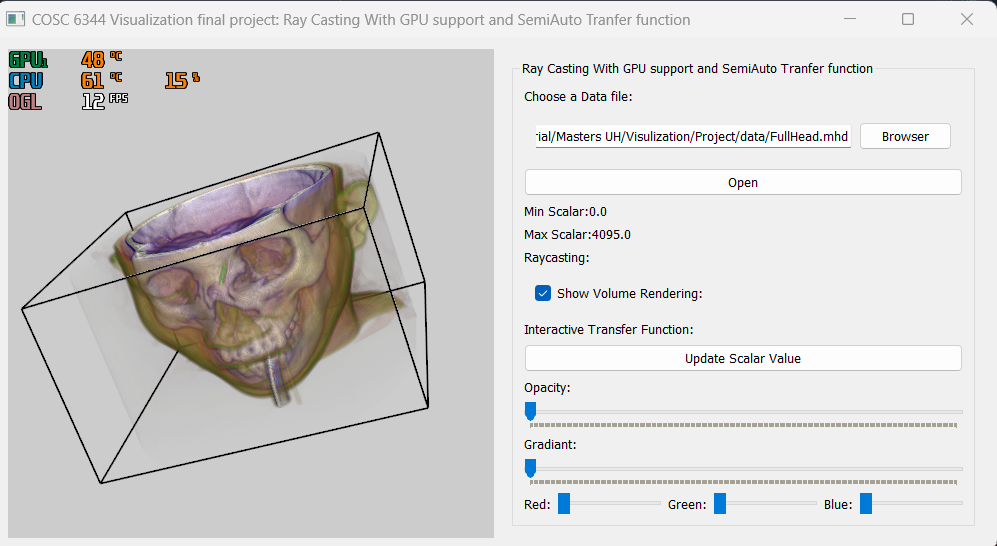 COSC 6344 Visualization final project: Ray Casting With GPU support and SemiAuto Tranfer function
GPU1 48 °C
CPU 61 °C 15 %
OGL 12 FPS
Ray Casting With GPU support and SemiAuto Tranfer function
Choose a Data file:
rial/Masters UH/Visulization/Project/data/FullHead.mhd Browser
Open
Min Scalar:0.0
Max Scalar:4095.0
Raycasting:
Show Volume Rendering:
Interactive Transfer Function:
Update Scalar Value
Opacity:
Gradiant:
Red: Green: Blue: